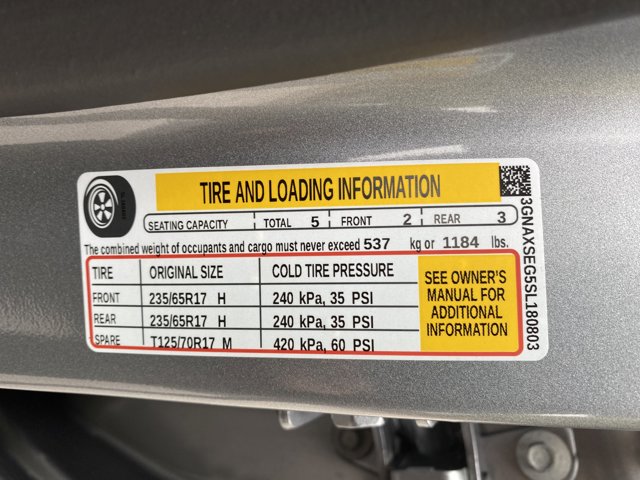 TIRE AND LOADING INFORMATION
SEATING CAPACITY TOTAL 5 FRONT 2 REAR 3
The combined weight of occupants and cargo must never exceed 537 kg or 1184 lbs.
TIRE ORIGINAL SIZE COLD TIRE PRESSURE
FRONT 235/65R17 H 240 kPa, 35 PSI
REAR 235/65R17 H 240 kPa, 35 PSI
SPARE T125/70R17 M 420 kPa, 60 PSI
SEE OWNER'S
MANUAL FOR
ADDITIONAL
INFORMATION
3GNAXSEG5SL180803